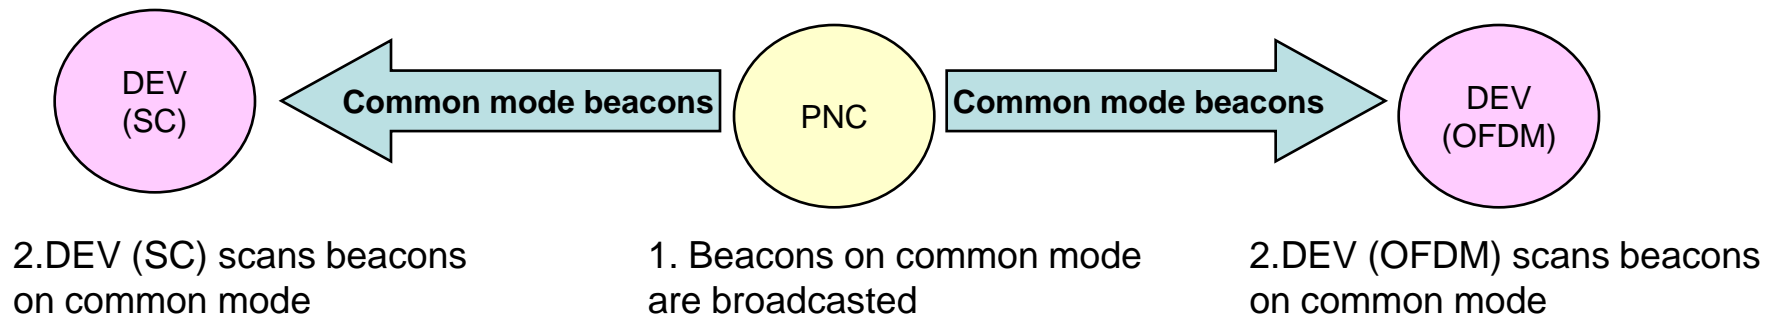 DEV
(SC)
Common mode beacons
PNC
Common mode beacons
DEV
(OFDM)
2.DEV (SC) scans beacons
on common mode
1. Beacons on common mode
are broadcasted
2.DEV (OFDM) scans beacons
on common mode